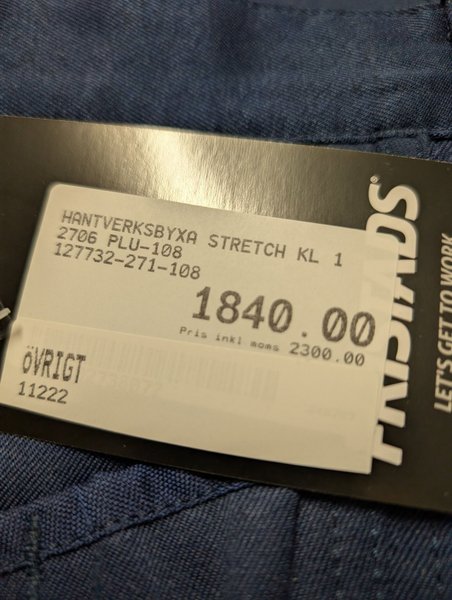 HANTVERKSBYXA STRETCH KL 1
2706 PLU-108
127732-271-108
1840.00
Pris inkl moms 2300.00
ÖVRIGT
11222
FRISTADS®
LET'S GET TO WORK